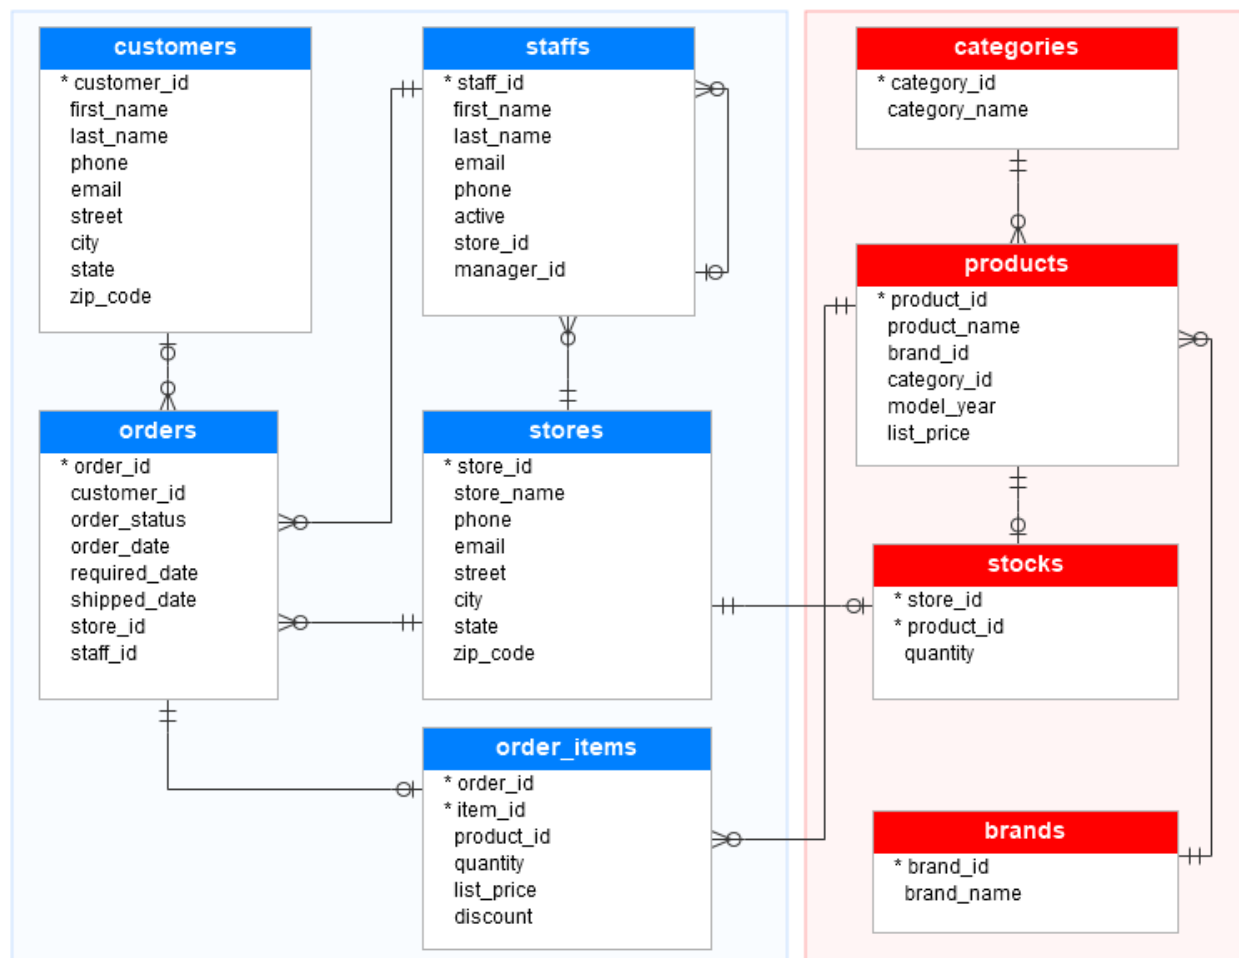 customers
* customer_id
first_name
last_name
phone
email
street
city
state
zip_code
staffs
* staff_id
first_name
last_name
email
phone
active
store_id
manager_id
categories
* category_id
category_name
products
* product_id
product_name
brand_id
category_id
model_year
list_price
orders
* order_id
customer_id
order_status
order_date
required_date
shipped_date
store_id
staff_id
stores
* store_id
store_name
phone
email
street
city
state
zip_code
stocks
* store_id
* product_id
quantity
order_items
* order_id
* item_id
product_id
quantity
list_price
discount
brands
* brand_id
brand_name